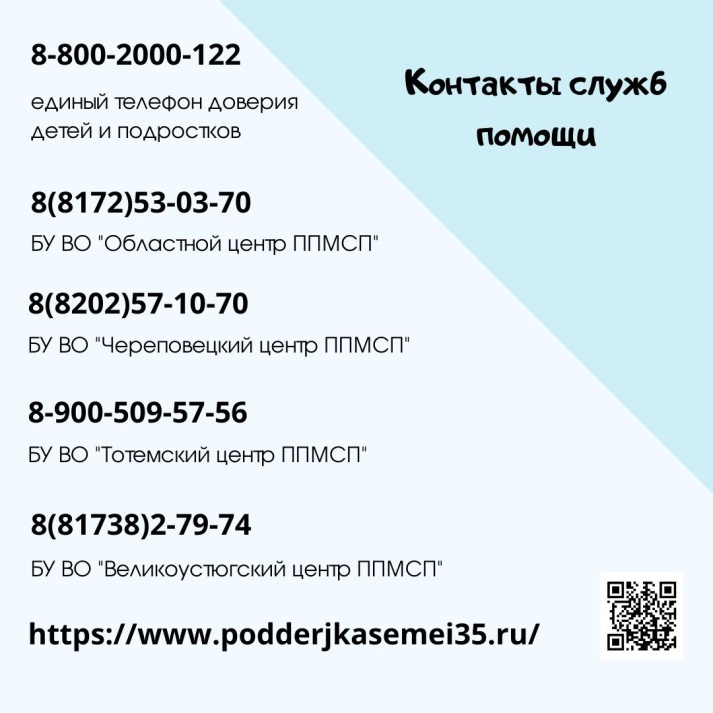 8-800-2000-122
единый телефон доверия
детей и подростков
Контакты служб
помощи
8(8172)53-03-70
БУ ВО "Областной центр ППМСП"
8(8202)57-10-70
БУ ВО "Череповецкий центр ППМСП"
8-900-509-57-56
БУ ВО "Тотемский центр ППМСП"
8(81738)2-79-74
БУ ВО "Великоустюгский центр ППМСП"
https://www.podderjkasemei35.ru/